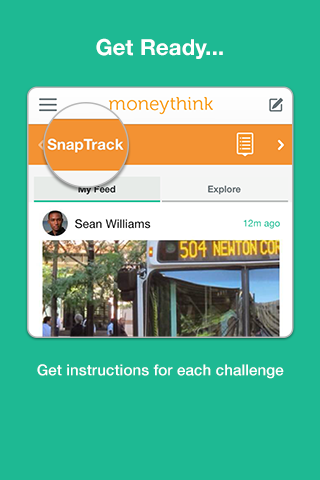 Get Ready...
moneythink
SnapTrack
My Feed
Explore
Sean Williams
12m ago
504 NEWTON COR
Get instructions for each challenge